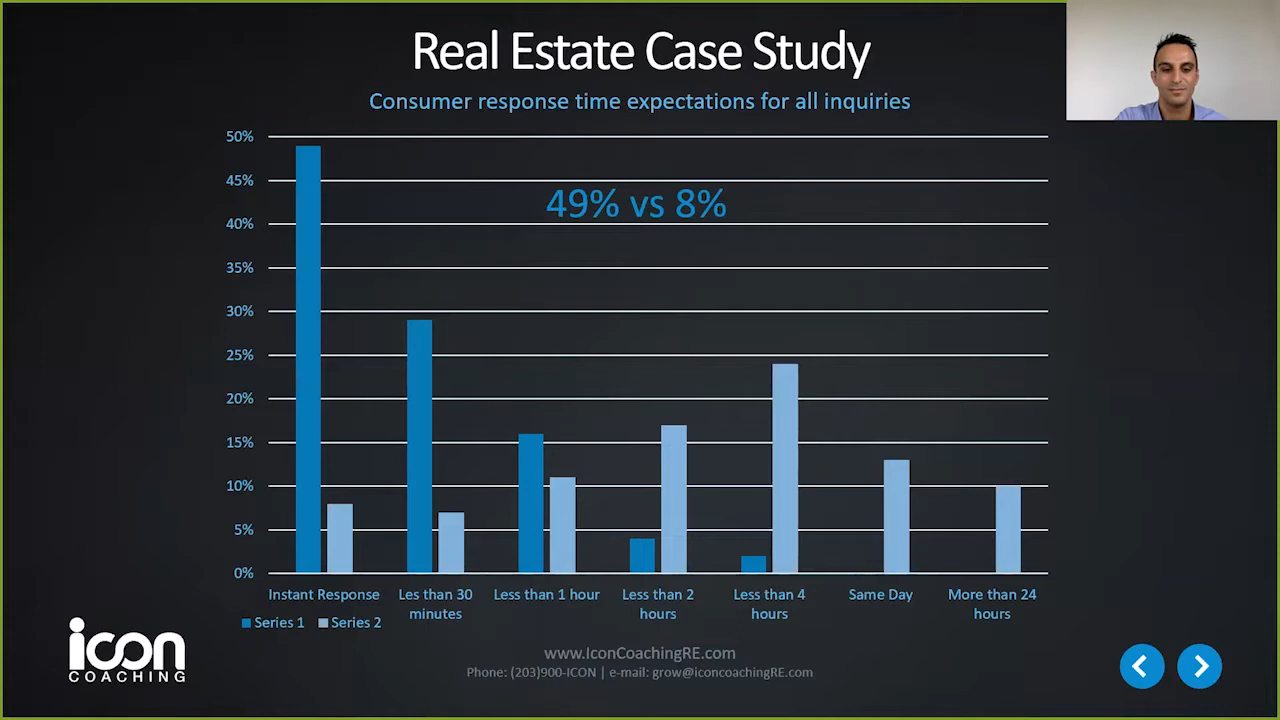 Real Estate Case Study
Consumer response time expectations for all inquiries
50%
45%
49% vs 8%
40%
35%
30%
25%
20%
15%
10%
5%
0%
Instant Response
Les than 30
minutes
Less than 1 hour
Less than 2
hours
Less than 4
hours
Same Day
More than 24
hours
Series 1
Series 2
icon
COACHING
www.IconCoachingRE.com
Phone: (203)900-ICON | e-mail: grow@iconcoachingRE.com